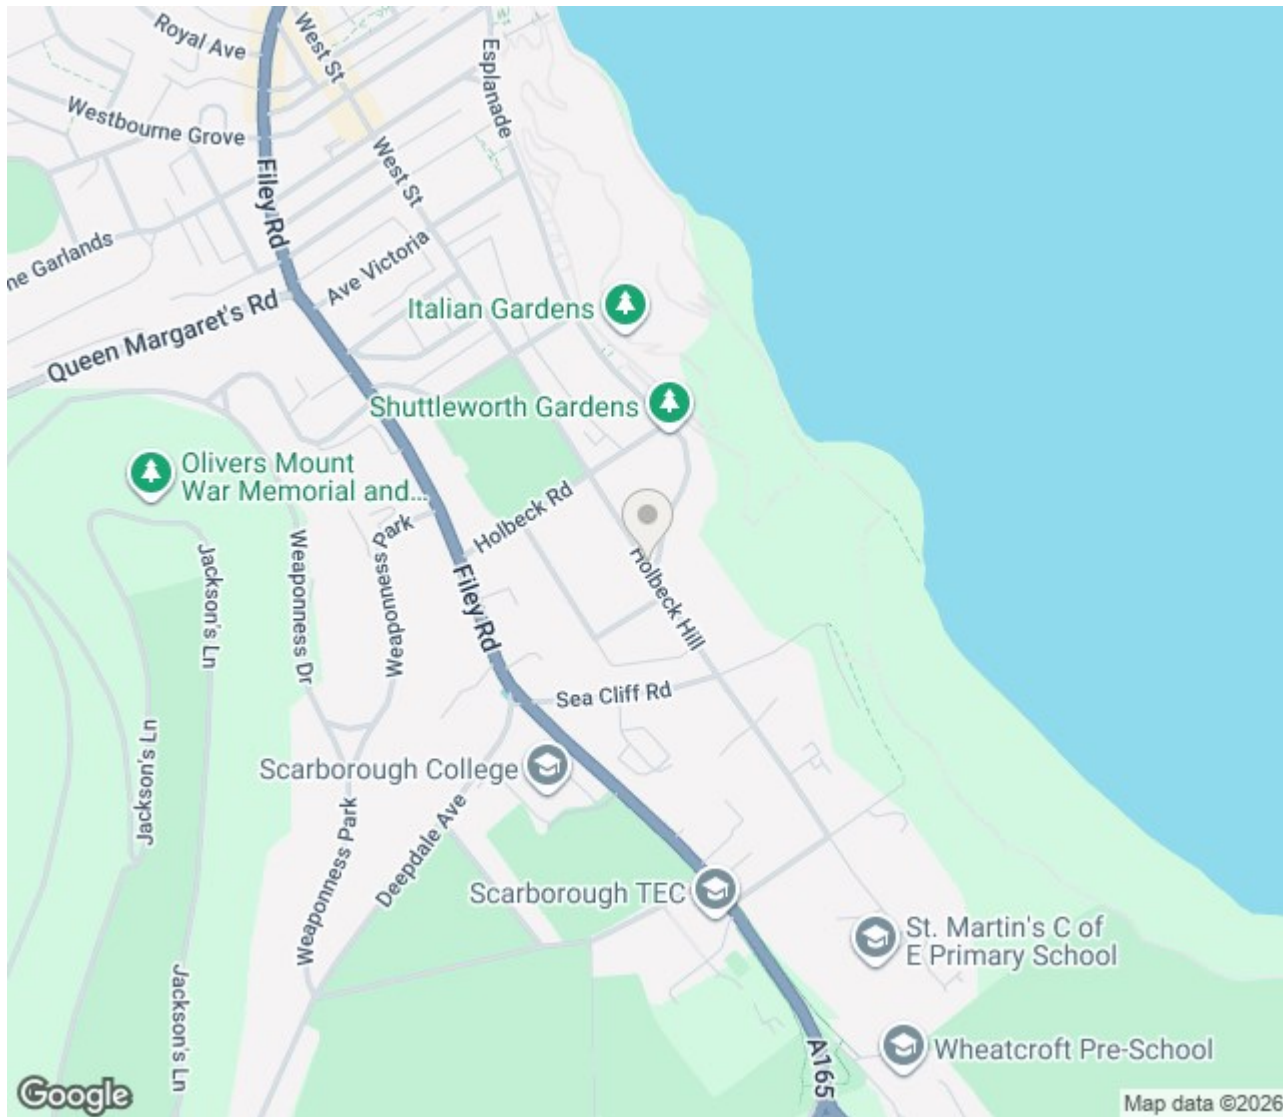 Royal Ave
West St
Esplanade
Westbourne Grove
West St
Filey Rd
Ave Victoria
ne Garlands
Queen Margaret's Rd
Italian Gardens
Shuttleworth Gardens
Olivers Mount
War Memorial and...
Holbeck Rd
Weaponness Park
Jackson's Ln
Weaponness Dr
Holbeck Hill
Filey Rd
Sea Cliff Rd
Jackson's Ln
Scarborough College
Weaponness Park
Deepdale Ave
Scarborough TEC
St. Martin's C of
E Primary School
Jackson's Ln
A165
Wheatcroft Pre-School
Google
Map data ©2026